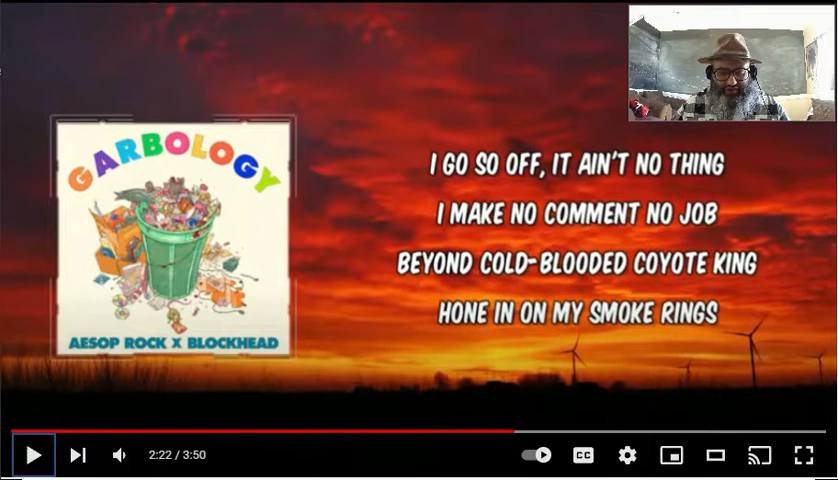 GARBOLOGY
AESOP ROCK X BLOCKHEAD
I GO SO OFF, IT AIN'T NO THING
I MAKE NO COMMENT NO JOB
BEYOND COLD-BLOODED COYOTE KING
HONE IN ON MY SMOKE RINGS
2:22 / 3:50
CC